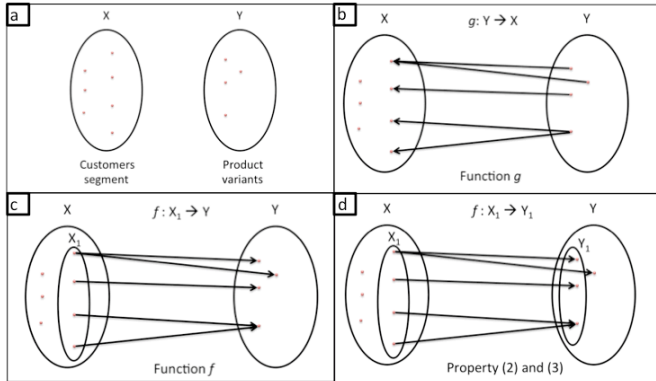 a
X
Y
Customers
segment
Product
variants
b
X
g: Y → X
Y
Function g
c
X
f : X₁ → Y
Y
X₁
Function f
d
X
f : X₁ → Y₁
Y
X₁
Y₁
Property (2) and (3)